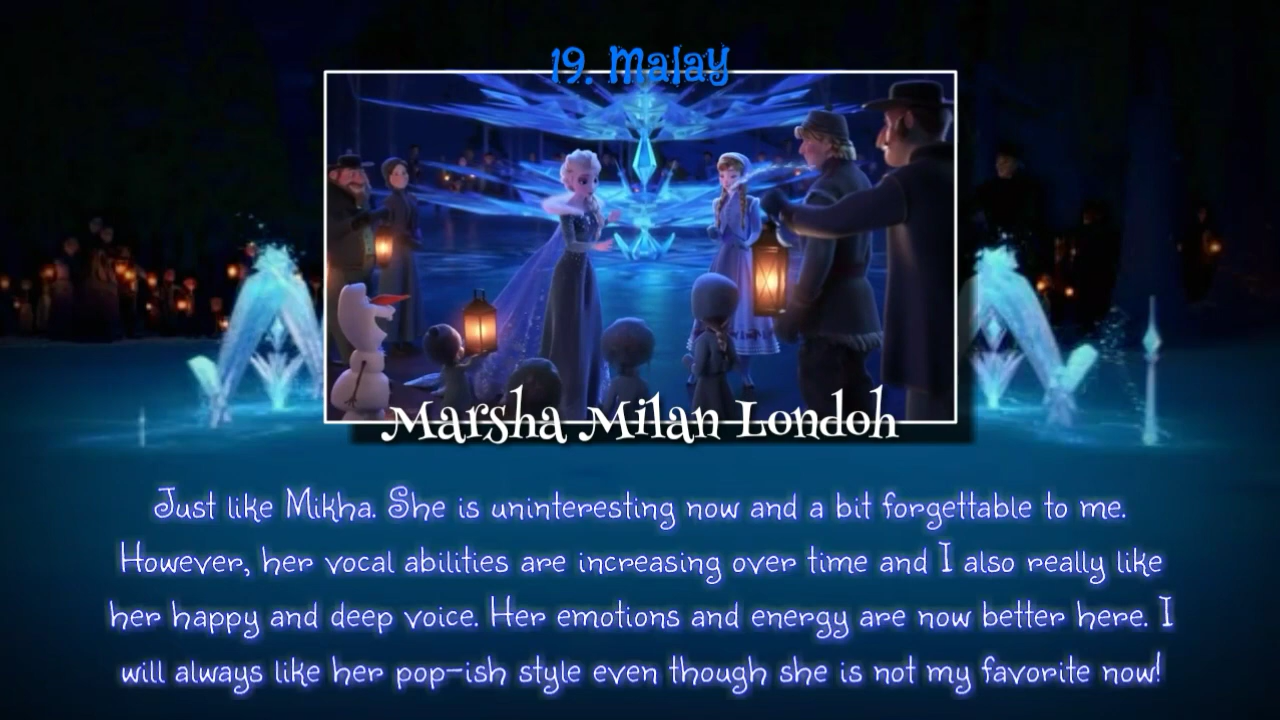 19. Malay
Marsha Milan Londoh
Just like Mikha. She is uninteresting now and a bit forgettable to me.
However, her vocal abilities are increasing over time and I also really like
her happy and deep voice. Her emotions and energy are now better here. I
will always like her pop-ish style even though she is not my favorite now!